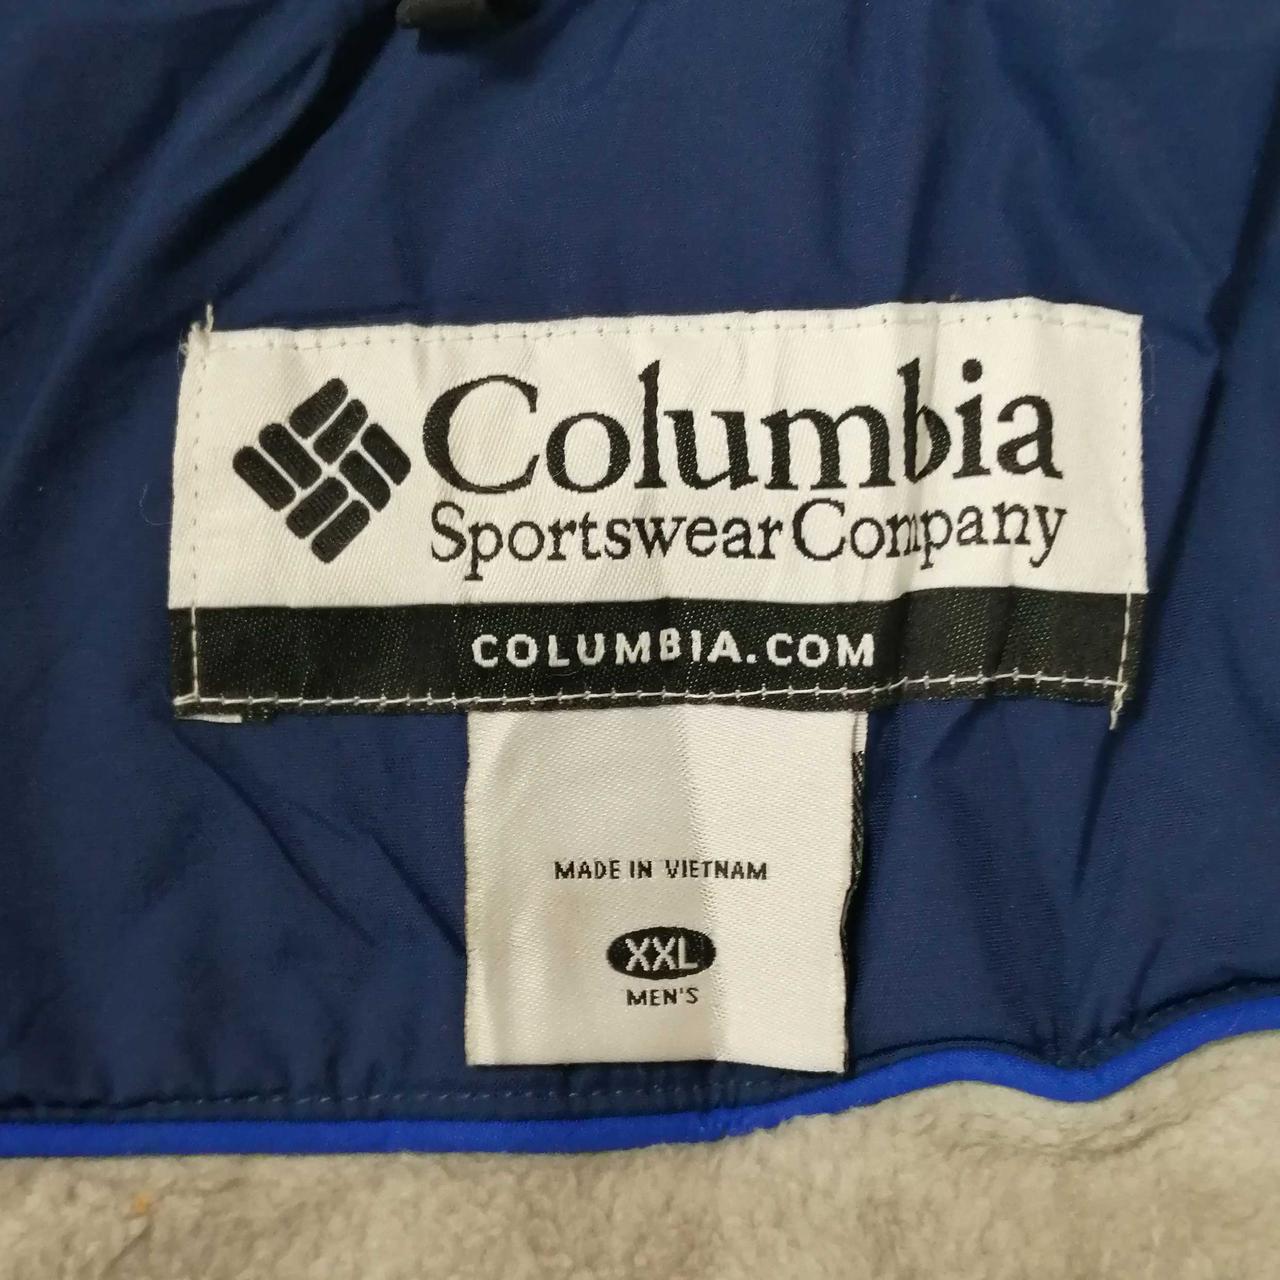 Columbia
Sportswear Company
COLUMBIA.COM
MADE IN VIETNAM
XXL
MEN'S